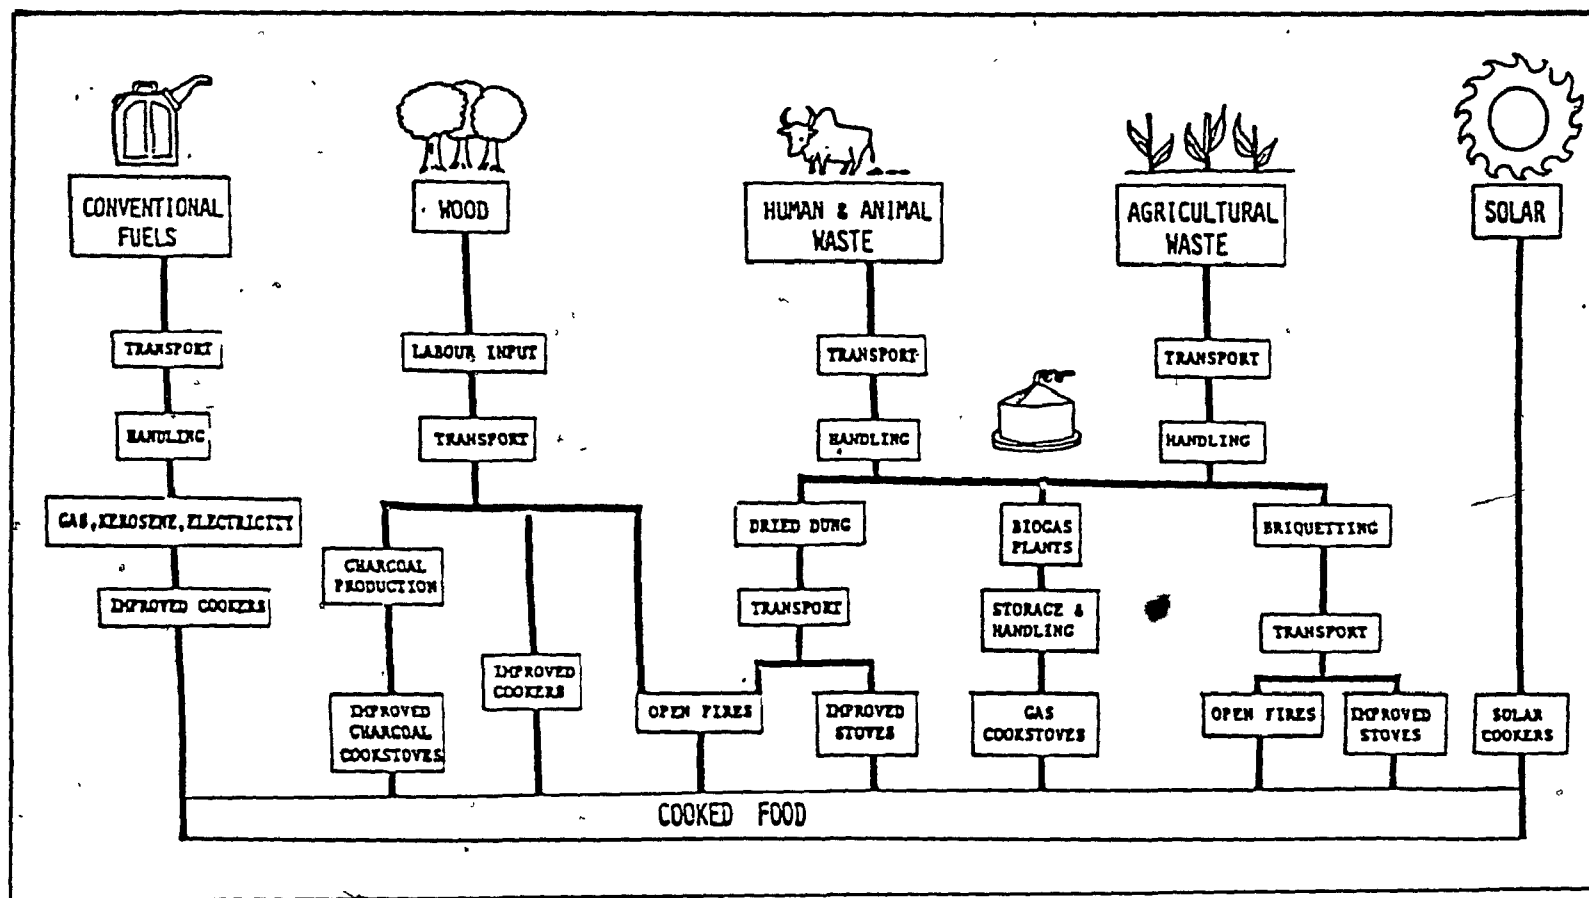 CONVENTIONAL
FUELS
WOOD
HUMAN & ANIMAL
WASTE
AGRICULTURAL
WASTE
SOLAR
TRANSPORT
LABOUR INPUT
TRANSPORT
TRANSPORT
HANDLING
TRANSPORT
HANDLING
HANDLING
GAS, KEROSENE, ELECTRICITY
DRIED DUNG
BIOGAS
PLANTS
BRIQUETTING
CHARCOAL
PRODUCTION
IMPROVED COOKERS
TRANSPORT
STORAGE &
HANDLING
TRANSPORT
IMPROVED
COOKERS
IMPROVED
CHARCOAL
COOKSTOVES
OPEN FIRES
IMPROVED
STOVES
GAS
COOKSTOVES
OPEN FIRES
IMPROVED
STOVES
SOLAR
COOKERS
COOKED FOOD